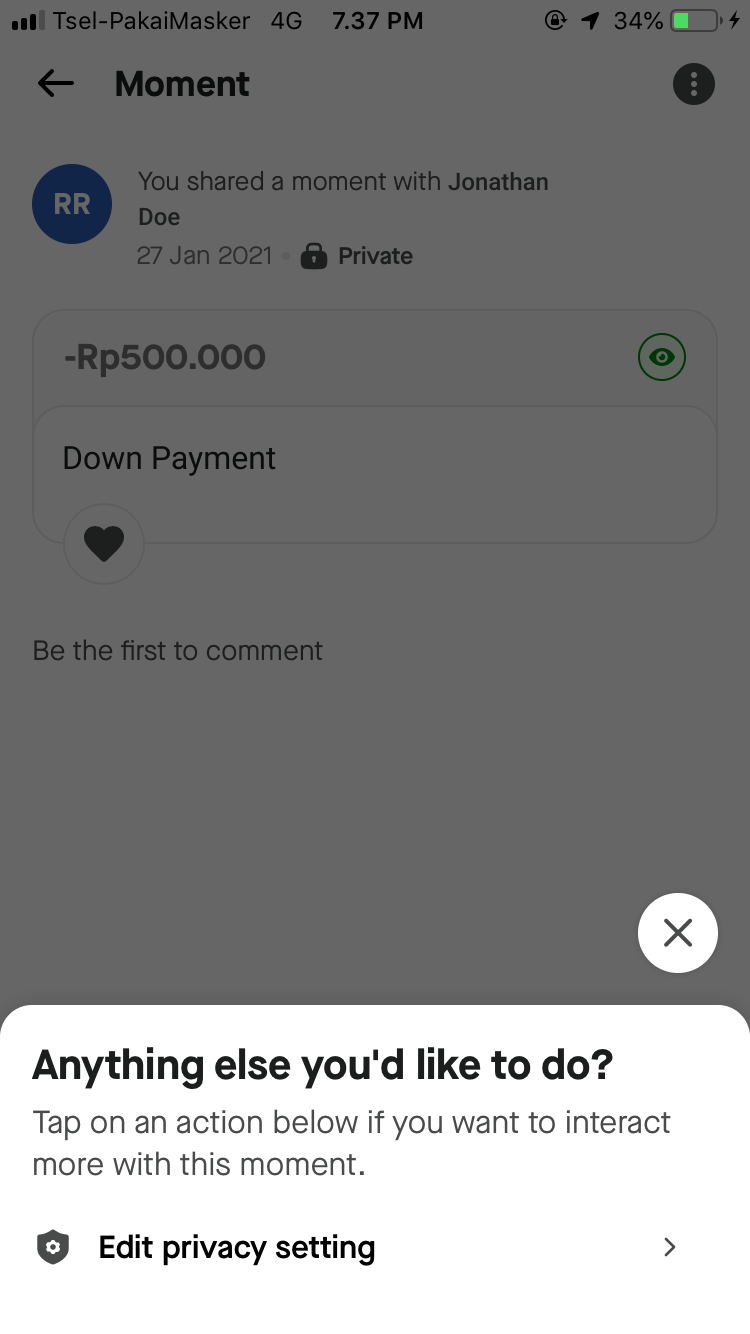 Tsel-PakaiMasker 4G 7.37 PM 34%
Moment
RR
You shared a moment with Jonathan
Doe
27 Jan 2021 • Private
-Rp500.000
Down Payment
Be the first to comment
Anything else you'd like to do?
Tap on an action below if you want to interact
more with this moment.
Edit privacy setting